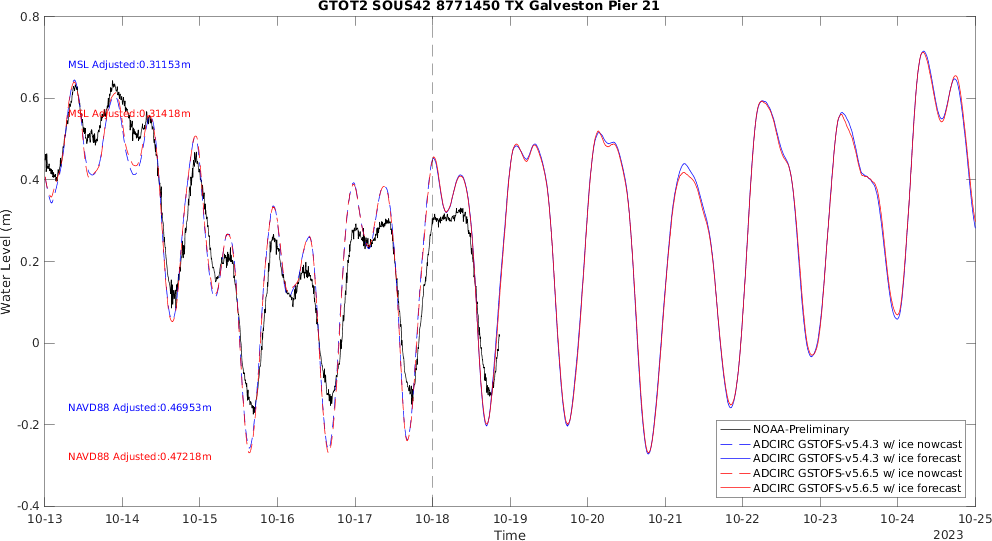 GTOT2 SOUS42 8771450 TX Galveston Pier 21
0.8
0.6
0.4
0.2
0
-0.2
-0.4
Water Level (m)
MSL Adjusted:0.31153m
MSL Adjusted:0.31418m
NAVD88 Adjusted:0.46953m
NAVD88 Adjusted:0.47218m
NOAA-Preliminary
ADCIRC GSTOFS-v5.4.3 w/ ice nowcast
ADCIRC GSTOFS-v5.4.3 w/ ice forecast
ADCIRC GSTOFS-v5.6.5 w/ ice nowcast
ADCIRC GSTOFS-v5.6.5 w/ ice forecast
10-13 10-14 10-15 10-16 10-17 10-18 10-19 10-20 10-21 10-22 10-23 10-24 10-25
Time
2023